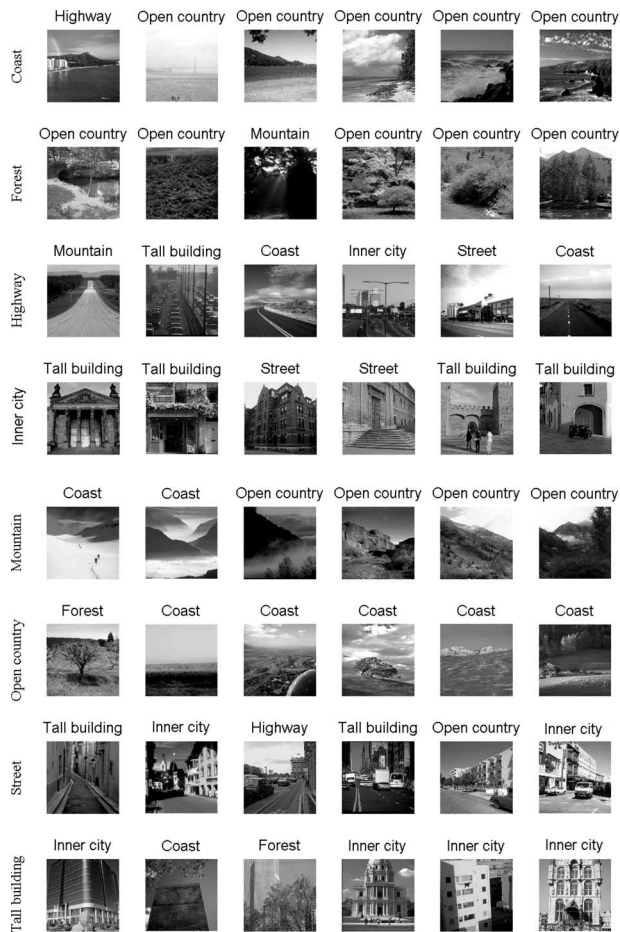 Highway Open country Open country Open country Open country Open country
Coast
Open country Open country Mountain Open country Open country Open country
Forest
Mountain Tall building Coast Inner city Street Coast
Highway
Tall building Tall building Street Street Tall building Tall building
Inner city
Coast Coast Open country Open country Open country Open country
Mountain
Forest Coast Coast Coast Coast Coast
Open country
Tall building Inner city Highway Tall building Open country Inner city
Street
Inner city Coast Forest Inner city Inner city Inner city
Tall building